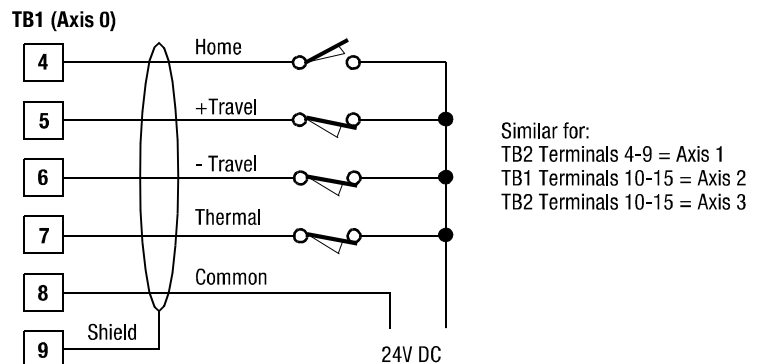 TB1 (Axis 0)
4
Home
5
+Travel
6
- Travel
7
Thermal
8
Common
9
Shield
24V DC
Similar for:
TB2 Terminals 4-9 = Axis 1
TB1 Terminals 10-15 = Axis 2
TB2 Terminals 10-15 = Axis 3